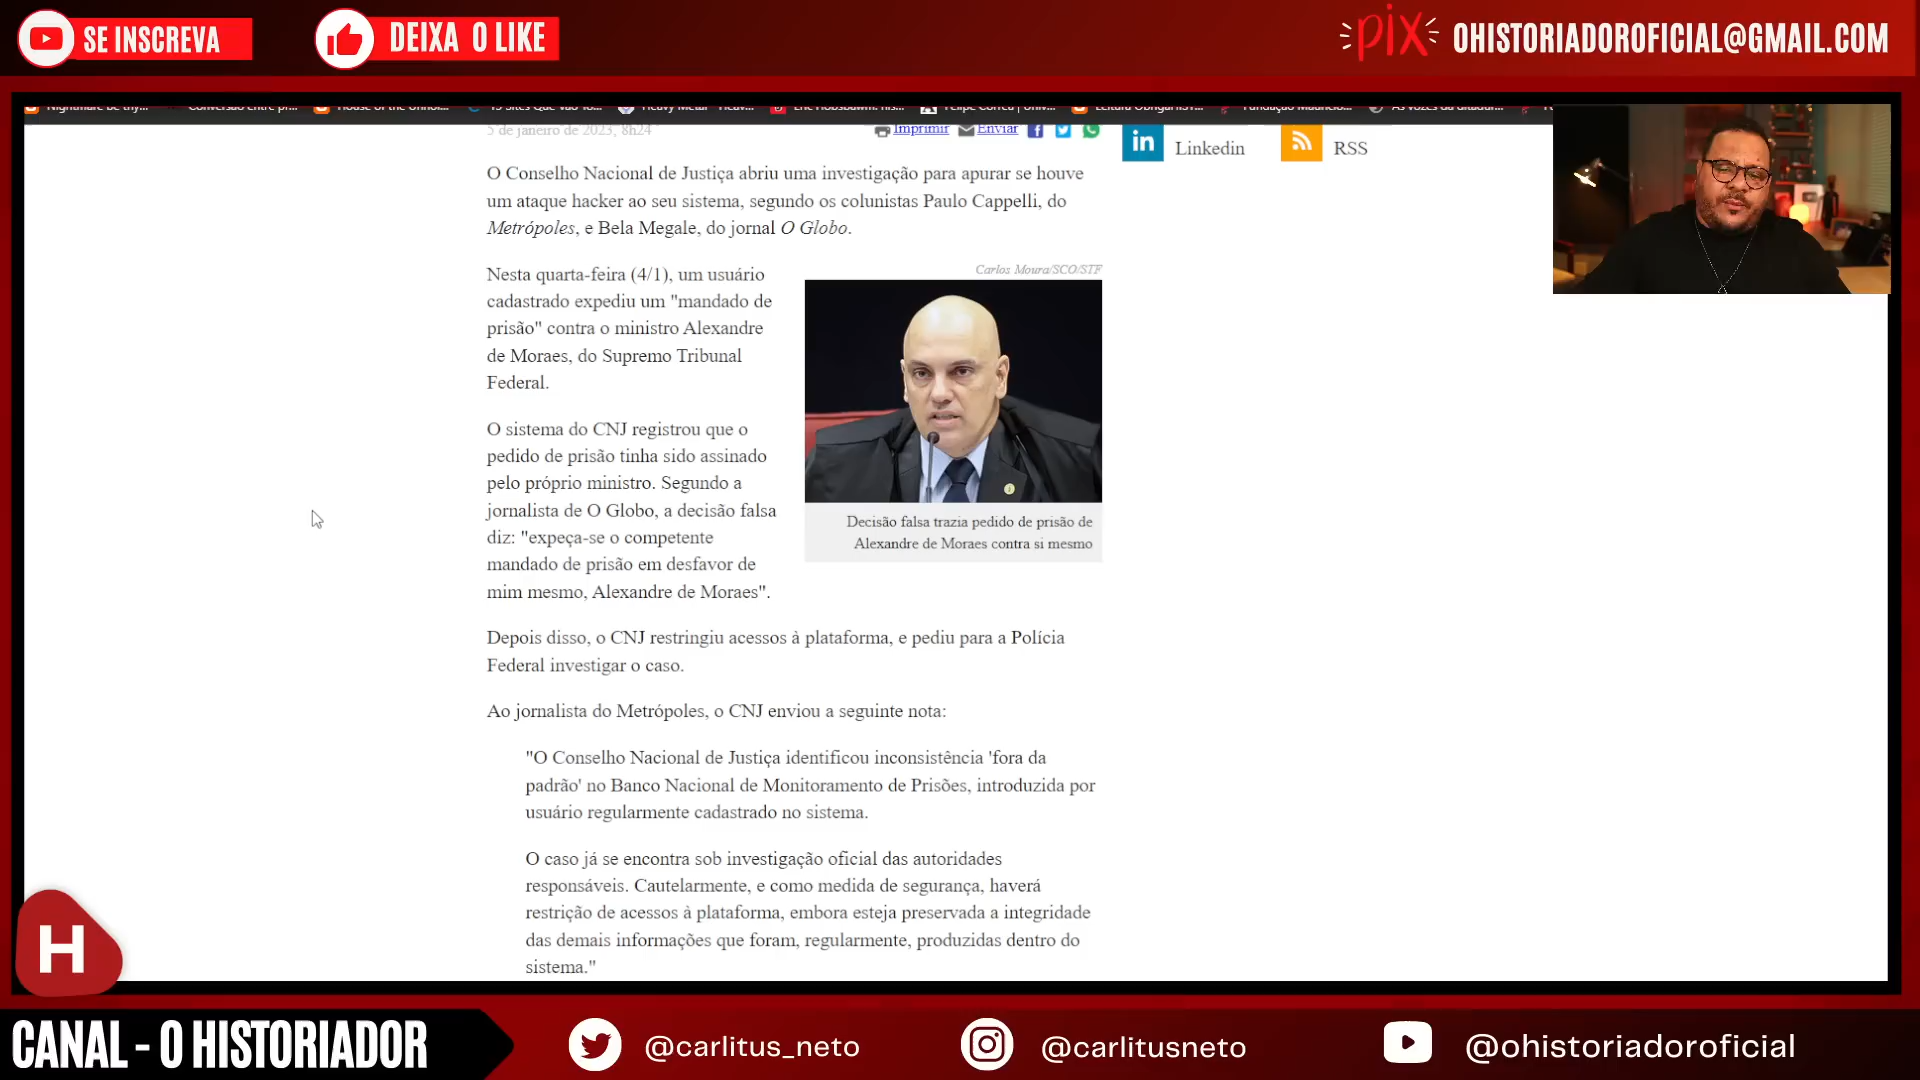 SE INSCREVA
DEIXA O LIKE
pix
OHISTORIADOROFICIAL@GMAIL.COM
5 de janeiro de 2023, 8h24
Imprimir Enviar
Linkedin
RSS
O Conselho Nacional de Justiça abriu uma investigação para apurar se houve
um ataque hacker ao seu sistema, segundo os colunistas Paulo Cappelli, do
Metrópoles, e Bela Megale, do jornal O Globo.
Carlos Moura/SCO/STF
Nesta quarta-feira (4/1), um usuário
cadastrado expediu um "mandado de
prisão" contra o ministro Alexandre
de Moraes, do Supremo Tribunal
Federal.
O sistema do CNJ registrou que o
pedido de prisão tinha sido assinado
pelo próprio ministro. Segundo a
jornalista de O Globo, a decisão falsa
diz: "expeça-se o competente
mandado de prisão em desfavor de
mim mesmo, Alexandre de Moraes".
Decisão falsa trazia pedido de prisão de
Alexandre de Moraes contra si mesmo
Depois disso, o CNJ restringiu acessos à plataforma, e pediu para a Polícia
Federal investigar o caso.
Ao jornalista do Metrópoles, o CNJ enviou a seguinte nota:
"O Conselho Nacional de Justiça identificou inconsistência 'fora da
padrão' no Banco Nacional de Monitoramento de Prisões, introduzida por
usuário regularmente cadastrado no sistema.
O caso já se encontra sob investigação oficial das autoridades
responsáveis. Cautelarmente, e como medida de segurança, haverá
restrição de acessos à plataforma, embora esteja preservada a integridade
das demais informações que foram, regularmente, produzidas dentro do
sistema."
H
CANAL - O HISTORIADOR
@carlitus_neto
@carlitusneto
@ohistoriadoroficial